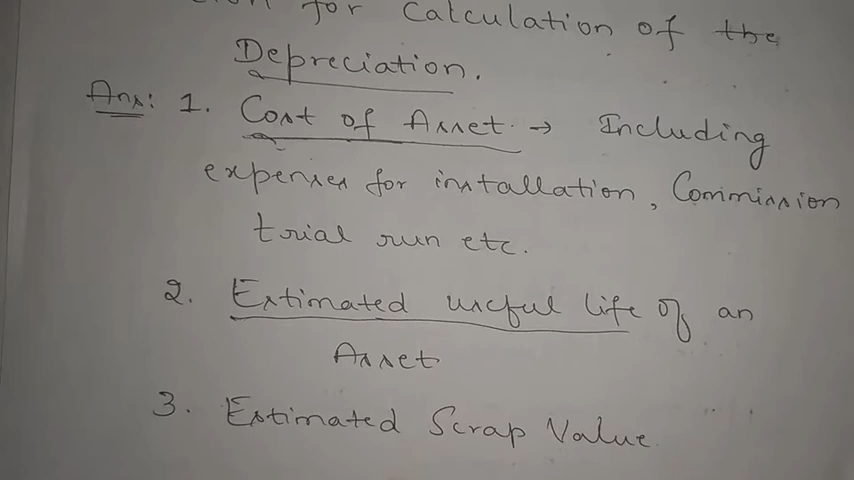 for Calculation of the
Depreciation.
Ans: 1. Cost of Asset. → Including
expenses for installation, Commission
trial run etc.
2. Estimated useful life of an
Asset
3. Estimated Scrap Value